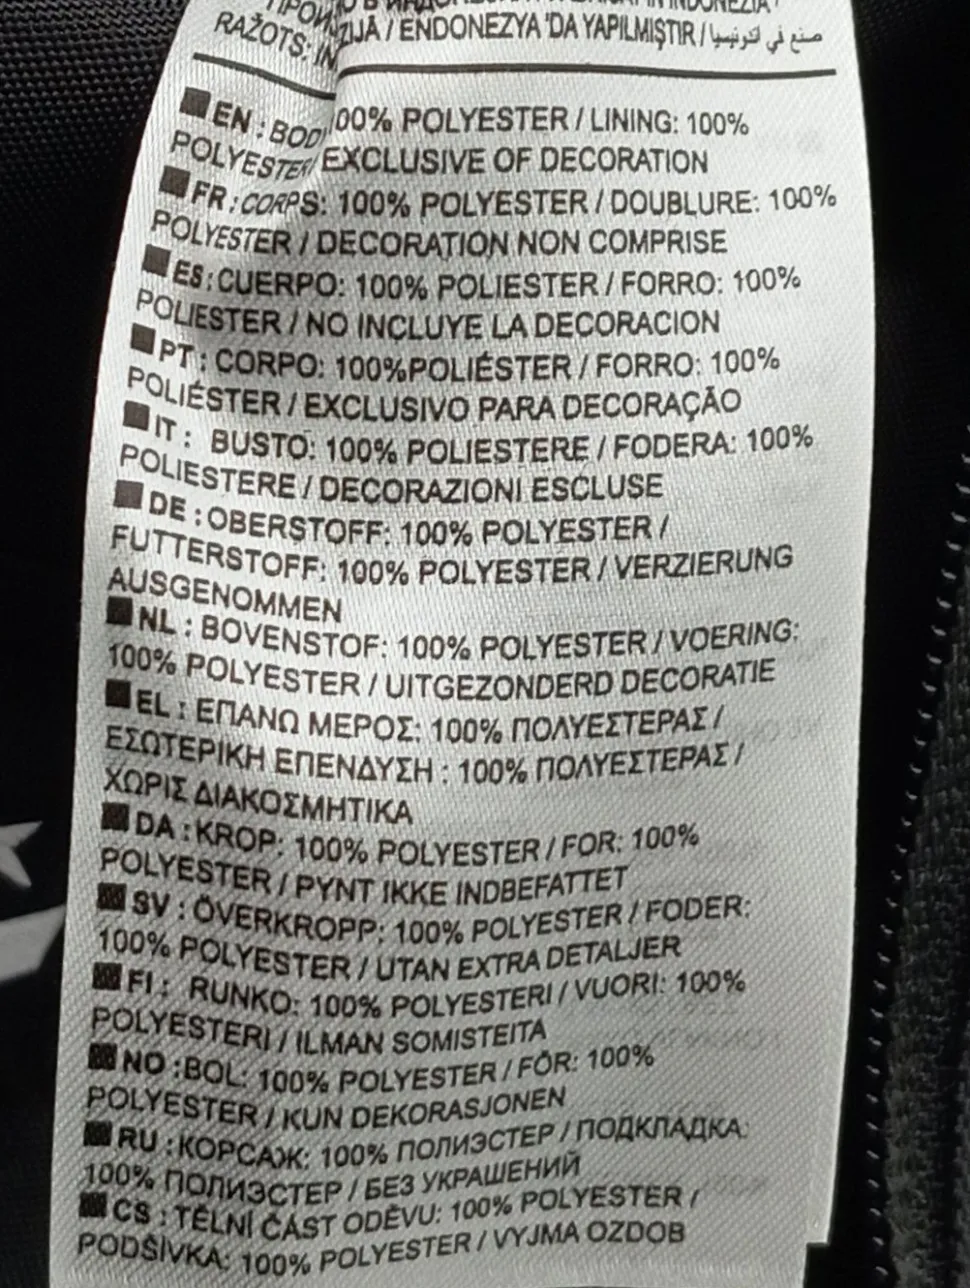 ZIJĀ / ENDONEZYA 'DA YAPILMIŞTIR / صنع في اندونيسيا
RAŽOTS:
EN : BOD 00% POLYESTER / LINING: 100%
POLYESTER/ EXCLUSIVE OF DECORATION
FR : CORPS: 100% POLYESTER / DOUBLURE: 100%
POLYESTER / DECORATION NON COMPRISE
ES : CUERPO: 100% POLIESTER / FORRO: 100%
POLIESTER / NO INCLUYE LA DECORACION
PT : CORPO: 100%POLIÉSTER / FORRO: 100%
POLIÉSTER / EXCLUSIVO PARA DECORAÇÃO
IT : BUSTO: 100% POLIESTERE / FODERA: 100%
POLIESTERE / DECORAZIONI ESCLUSE
DE : OBERSTOFF: 100% POLYESTER /
FUTTERSTOFF: 100% POLYESTER / VERZIERUNG
AUSGENOMMEN
NL : BOVENSTOF: 100% POLYESTER / VOERING:
100% POLYESTER / UITGEZONDERD DECORATIE
EL : ΕΠΑΝΩ ΜΕΡΟΣ: 100% ΠΟΛΥΕΣΤΕΡΑΣ /
ΕΣΩΤΕΡΙΚΗ ΕΠΕΝΔΥΣΗ : 100% ΠΟΛΥΕΣΤΕΡΑΣ /
ΧΩΡΙΣ ΔΙΑΚΟΣΜΗΤΙΚΑ
DA : KROP: 100% POLYESTER / FOR: 100%
POLYESTER / PYNT IKKE INDBEFATTET
SV : ÖVERKROPP: 100% POLYESTER / FODER:
100% POLYESTER / UTAN EXTRA DETALJER
FI : RUNKO: 100% POLYESTERI / VUORI: 100%
POLYESTERI / ILMAN SOMISTEITA
NO :BOL: 100% POLYESTER / FÔR: 100%
POLYESTER / KUN DEKORASJONEN
RU : КОРСАЖ: 100% ПОЛИЭСТЕР / ПОДКЛАДКА:
100% ПОЛИЭСТЕР / БЕЗ УКРАШЕНИЙ
CS : TĚLNÍ ČÁST ODĚVU: 100% POLYESTER /
PODŠÍVKA: 100% POLYESTER / VYJMA OZDOB